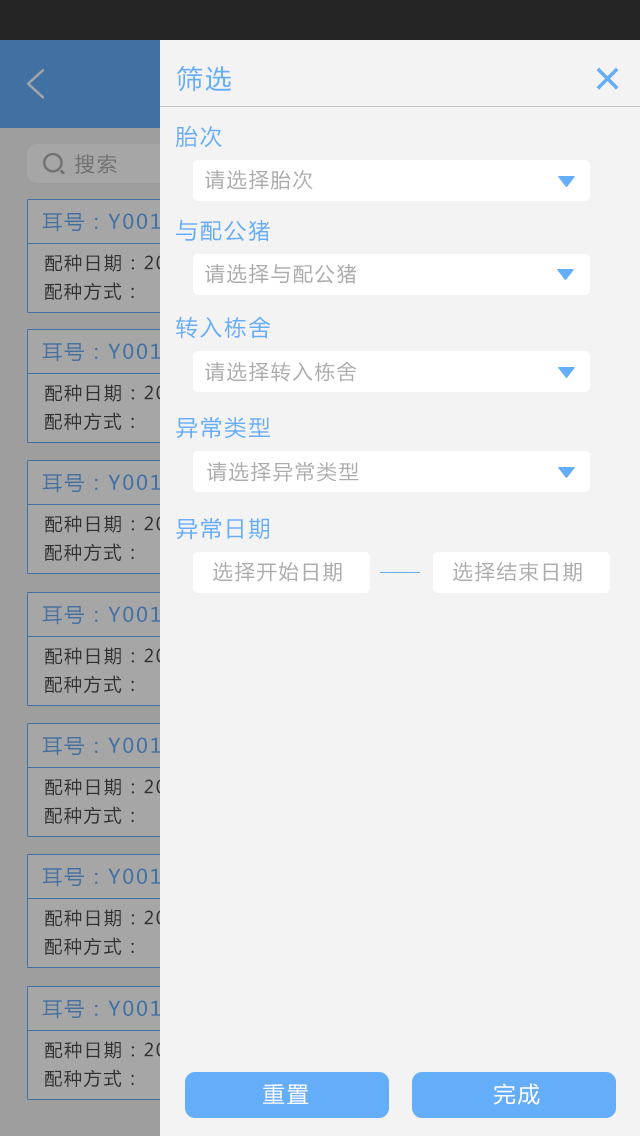 筛选
胎次
请选择胎次
与配公猪
请选择与配公猪
转入栋舍
请选择转入栋舍
异常类型
请选择异常类型
异常日期
选择开始日期 选择结束日期
重置 完成
搜索
耳号：Y001
配种日期：20
配种方式：
耳号：Y001
配种日期：20
配种方式：
耳号：Y001
配种日期：20
配种方式：
耳号：Y001
配种日期：20
配种方式：
耳号：Y001
配种日期：20
配种方式：
耳号：Y001
配种日期：20
配种方式：
耳号：Y001
配种日期：20
配种方式：